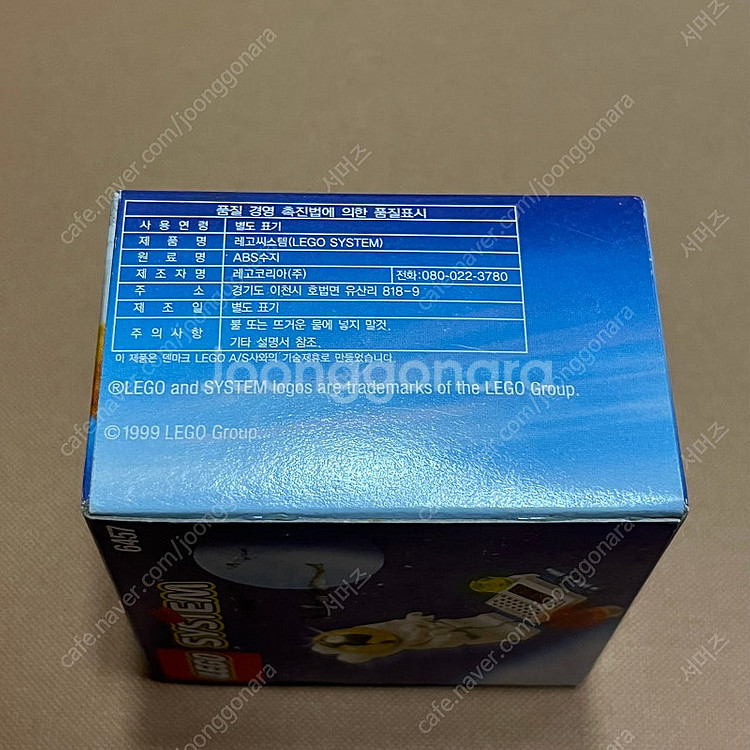 품질 경영 촉진법에 의한 품질표시
사 용 연 령 별도 표기
제 품 명 레고씨스템(LEGO SYSTEM)
원 료 명 ABS수지
제 조 자 명 레고코리아(주) 전화:080-022-3780
주 소 경기도 이천시 호법면 유산리 818-9
제 조 일 별도 표기
주 의 사 항 불 또는 뜨거운 물에 넣지 말것.
기타 설명서 참조.
이 제품은 덴마크 LEGO A/S사와의 기술제휴로 만들었습니다.
joonggonara
®LEGO and SYSTEM logos are trademarks of the LEGO Group.
©1999 LEGO Group.
6457
LEGO SYSTEM
cafe.naver.com/joonggonara
서머즈